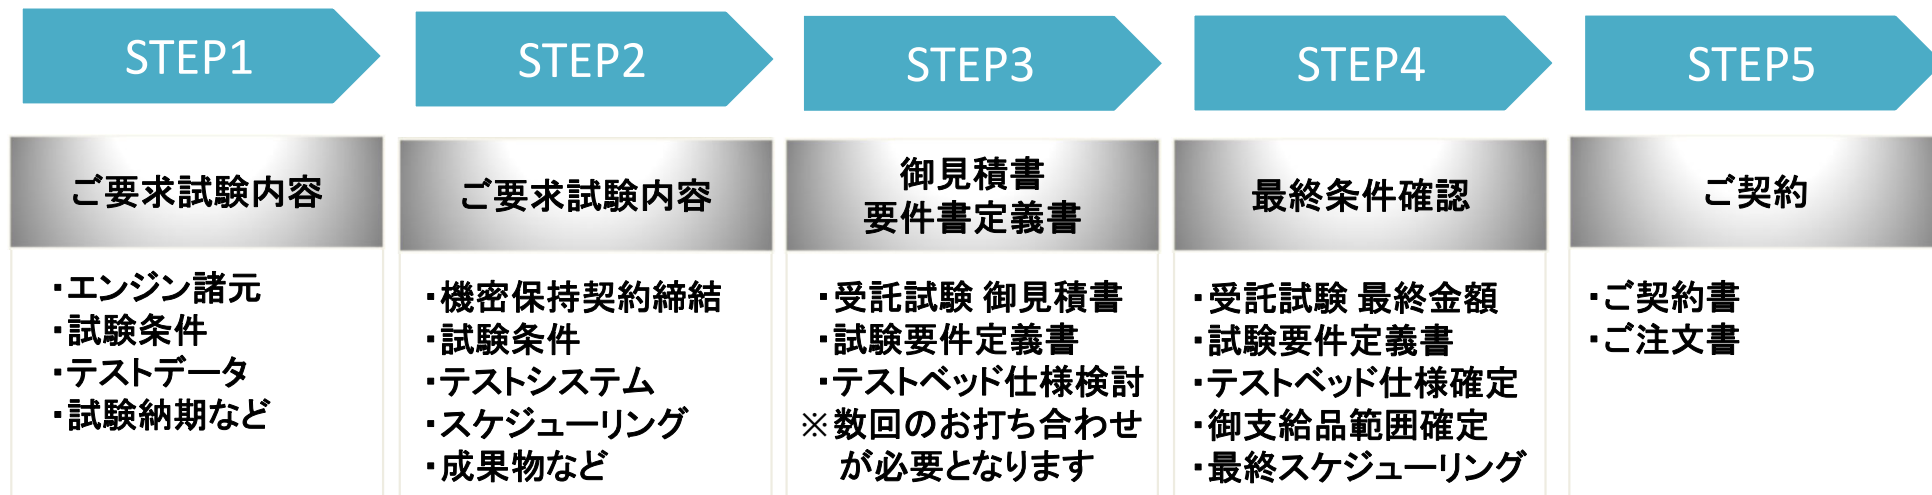 STEP1
STEP2
STEP3
STEP4
STEP5
ご要求試験内容
・エンジン諸元
・試験条件
・テストデータ
・試験納期など
ご要求試験内容
・機密保持契約締結
・試験条件
・テストシステム
・スケジューリング
・成果物など
御見積書
要件書定義書
・受託試験 御見積書
・試験要件定義書
・テストベッド仕様検討
※数回のお打ち合わせ
が必要となります
最終条件確認
・受託試験 最終金額
・試験要件定義書
・テストベッド仕様確定
・御支給品範囲確定
・最終スケジューリング
ご契約
・ご契約書
・ご注文書